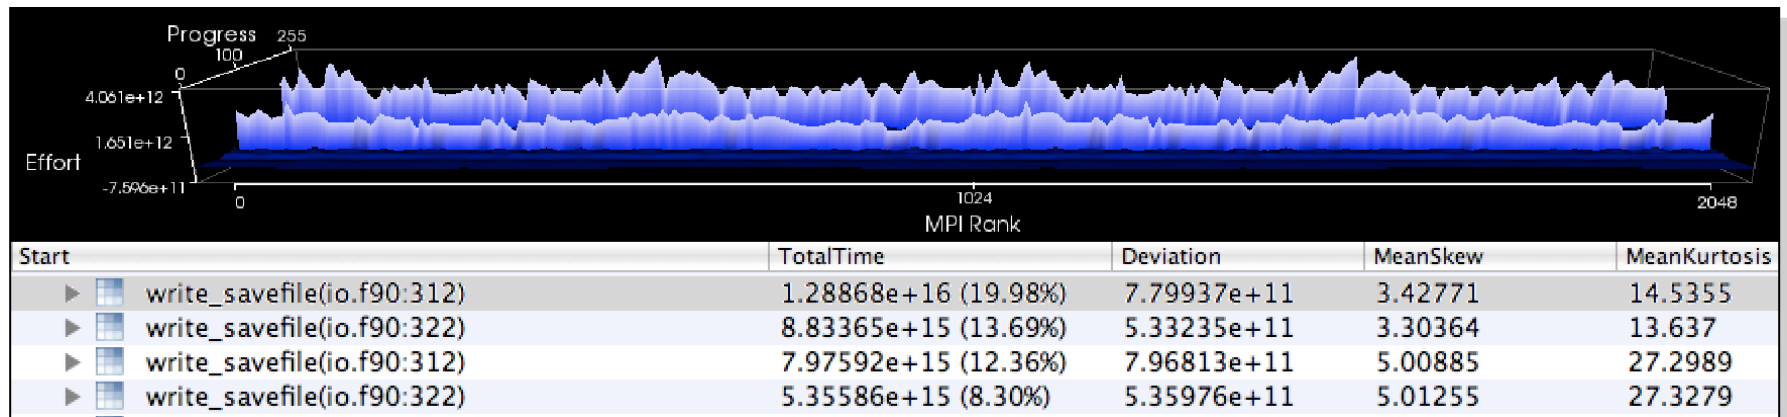 Progress 255
100
0
4.061e+12
1.651e+12
Effort
-7.596e+11
0 1024 2048
MPI Rank
Start TotalTime Deviation MeanSkew MeanKurtosis
write_savefile(io.f90:312) 1.28868e+16 (19.98%) 7.79937e+11 3.42771 14.5355
write_savefile(io.f90:322) 8.83365e+15 (13.69%) 5.33235e+11 3.30364 13.637
write_savefile(io.f90:312) 7.97592e+15 (12.36%) 7.96813e+11 5.00885 27.2989
write_savefile(io.f90:322) 5.35586e+15 (8.30%) 5.35976e+11 5.01255 27.3279